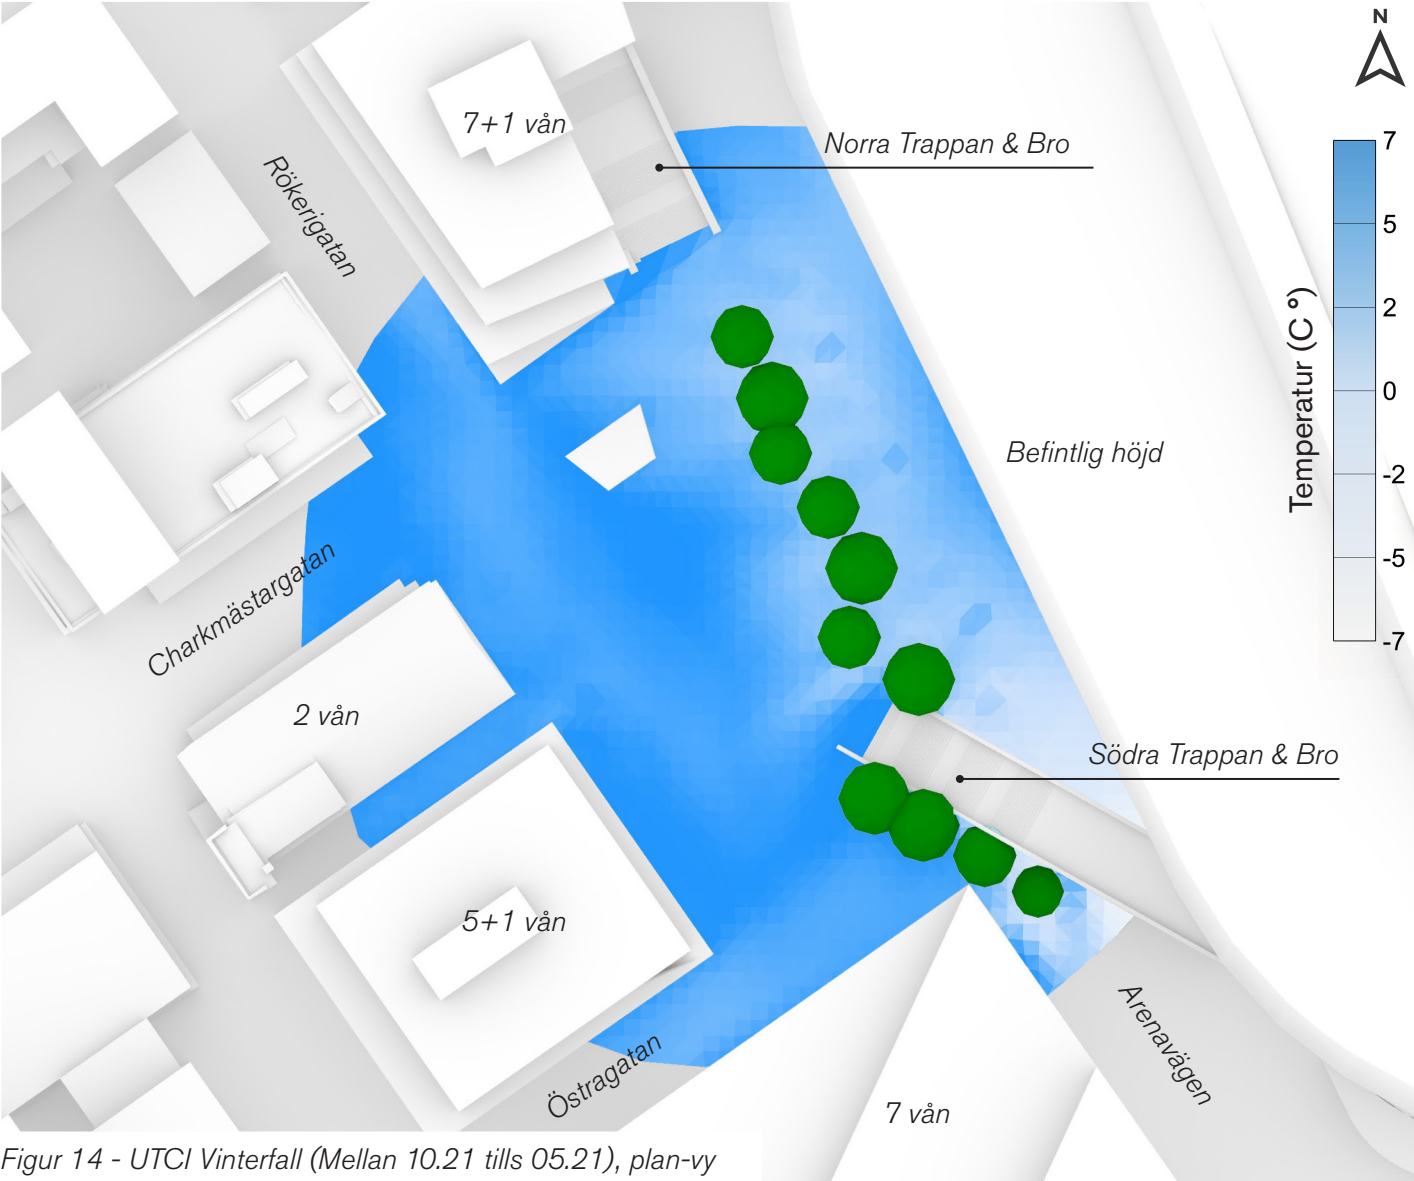 N
7+1 vån
Norra Trappan & Bro
Rökerigatan
7
5
2
0
-2
-5
-7
Temperatur (C °)
Befintlig höjd
Charkmästargatan
2 vån
Södra Trappan & Bro
5+1 vån
Arenavägen
Östragatan
7 vån
Figur 14 - UTCI Vinterfall (Mellan 10.21 tills 05.21), plan-vy